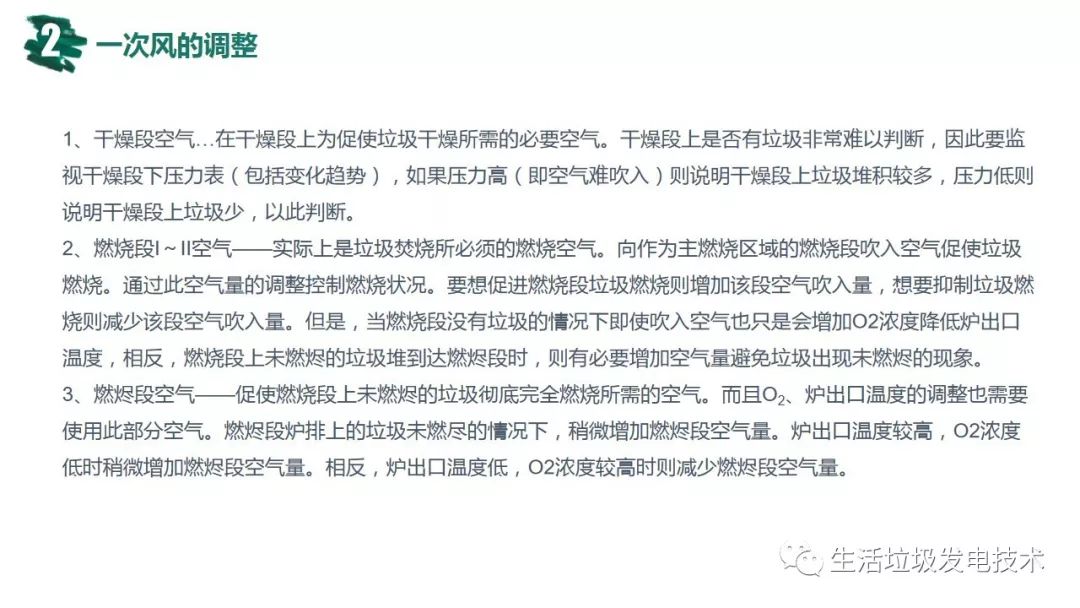 2
一次风的调整
1、干燥段空气…在干燥段上为促使垃圾干燥所需的必要空气。干燥段上是否有垃圾非常难以判断，因此要监
视干燥段下压力表（包括变化趋势），如果压力高（即空气难吹入）则说明干燥段上垃圾堆积较多，压力低则
说明干燥段上垃圾少，以此判断。
2、燃烧段I～II空气——实际上是垃圾焚烧所必须的燃烧空气。向作为主燃烧区域的燃烧段吹入空气促使垃圾
燃烧。通过此空气量的调整控制燃烧状况。要想促进燃烧段垃圾燃烧则增加该段空气吹入量，想要抑制垃圾燃
烧则减少该段空气吹入量。但是，当燃烧段没有垃圾的情况下即使吹入空气也只是会增加O2浓度降低炉出口
温度，相反，燃烧段上未燃烬的垃圾堆到达燃烬段时，则有必要增加空气量避免垃圾出现未燃烬的现象。
3、燃烬段空气——促使燃烧段上未燃烬的垃圾彻底完全燃烧所需的空气。而且O₂、炉出口温度的调整也需要
使用此部分空气。燃烬段炉排上的垃圾未燃尽的情况下，稍微增加燃烬段空气量。炉出口温度较高，O2浓度
低时稍微增加燃烬段空气量。相反，炉出口温度低，O2浓度较高时则减少燃烬段空气量。
生活垃圾发电技术